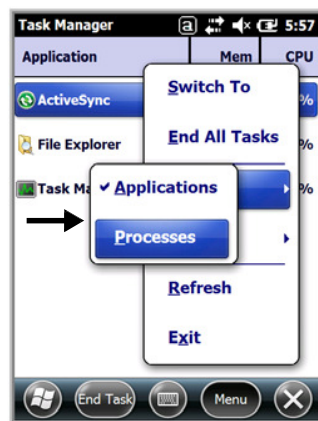 Task Manager a 5:57
Application Mem CPU
Switch To
ActiveSync %
End All Tasks
File Explorer
Task Ma %
Applications
Processes
Refresh
Exit
End Task Menu